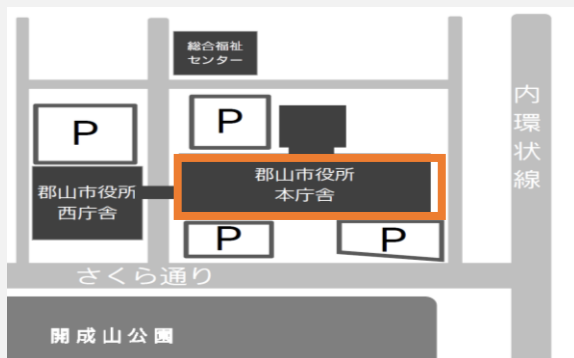 総合福祉
センター
内環状線
P
P
郡山市役所
本庁舎
郡山市役所
西庁舎
P
P
さくら通り
開成山公園